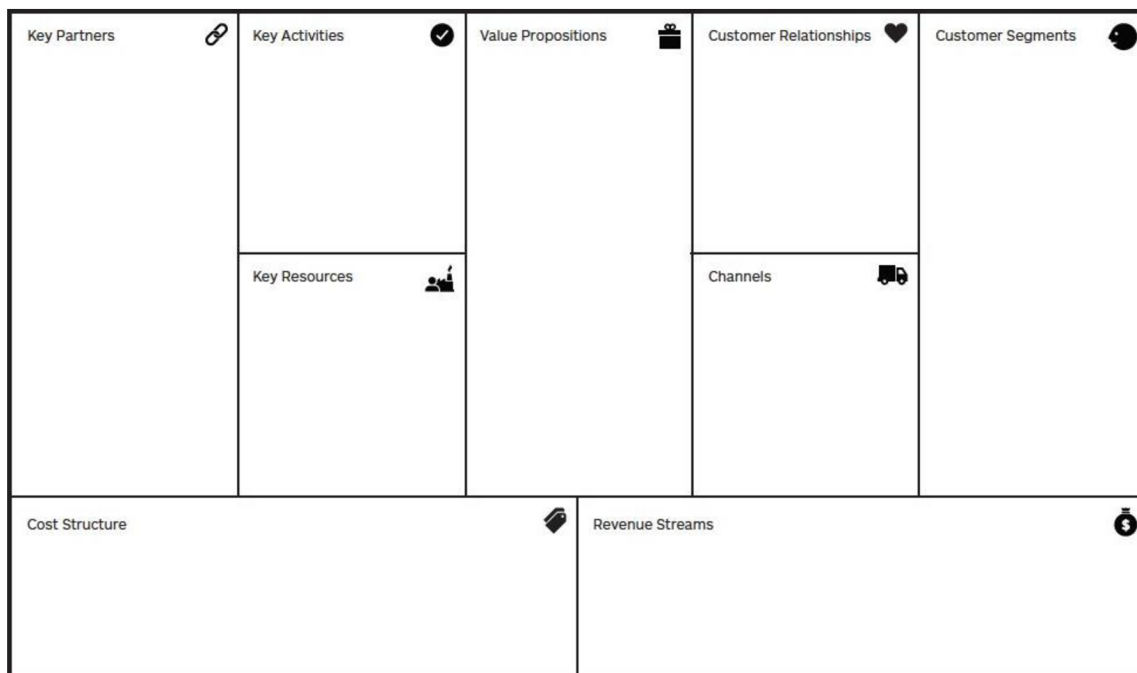 Key Partners
Key Activities
Value Propositions
Customer Relationships
Customer Segments
Key Resources
Channels
Cost Structure
Revenue Streams
$